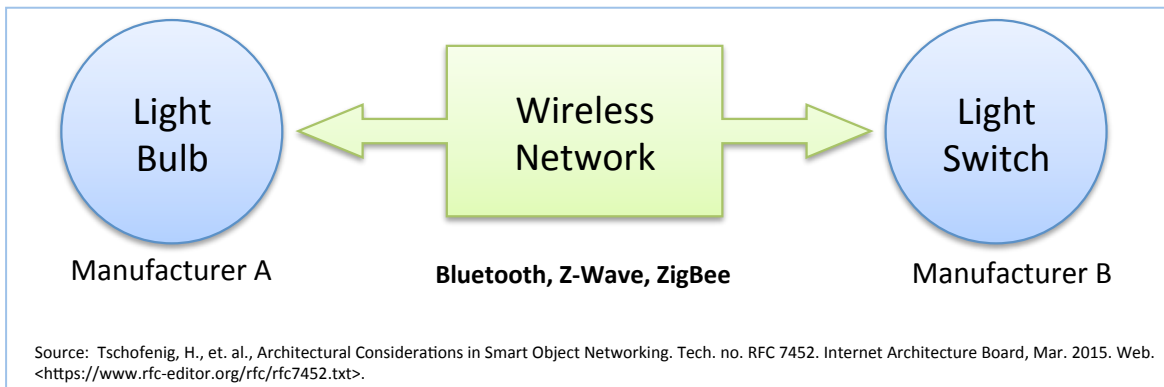 Light
Bulb
Wireless
Network
Light
Switch
Manufacturer A
Bluetooth, Z-Wave, ZigBee
Manufacturer B
Source:  Tschofenig, H., et. al., Architectural Considerations in Smart Object Networking. Tech. no. RFC 7452. Internet Architecture Board, Mar. 2015. Web.
<https://www.rfc-editor.org/rfc/rfc7452.txt>.